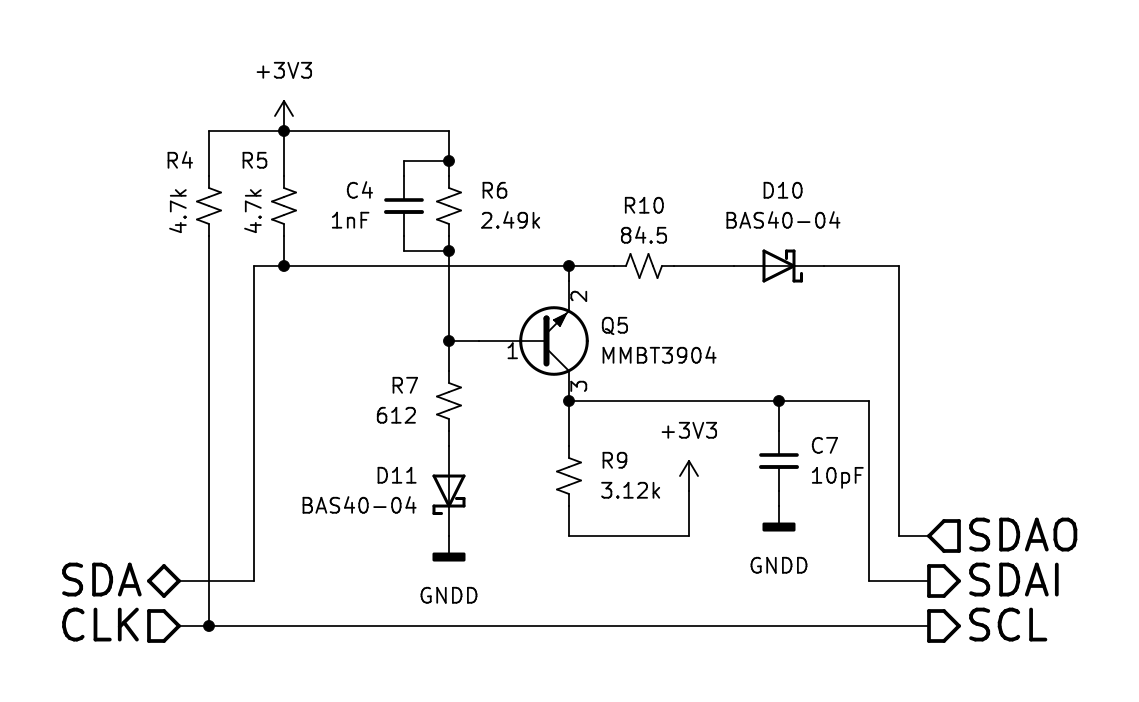 +3V3
R4
4.7k
R5
4.7k
C4
1nF
R6
2.49k
R10
84.5
D10
BAS40-04
2
Q5
MMBT3904
1
3
R7
612
+3V3
R9
3.12k
C7
10pF
D11
BAS40-04
GNDD
GNDD
SDA
CLK
SDAO
SDAI
SCL